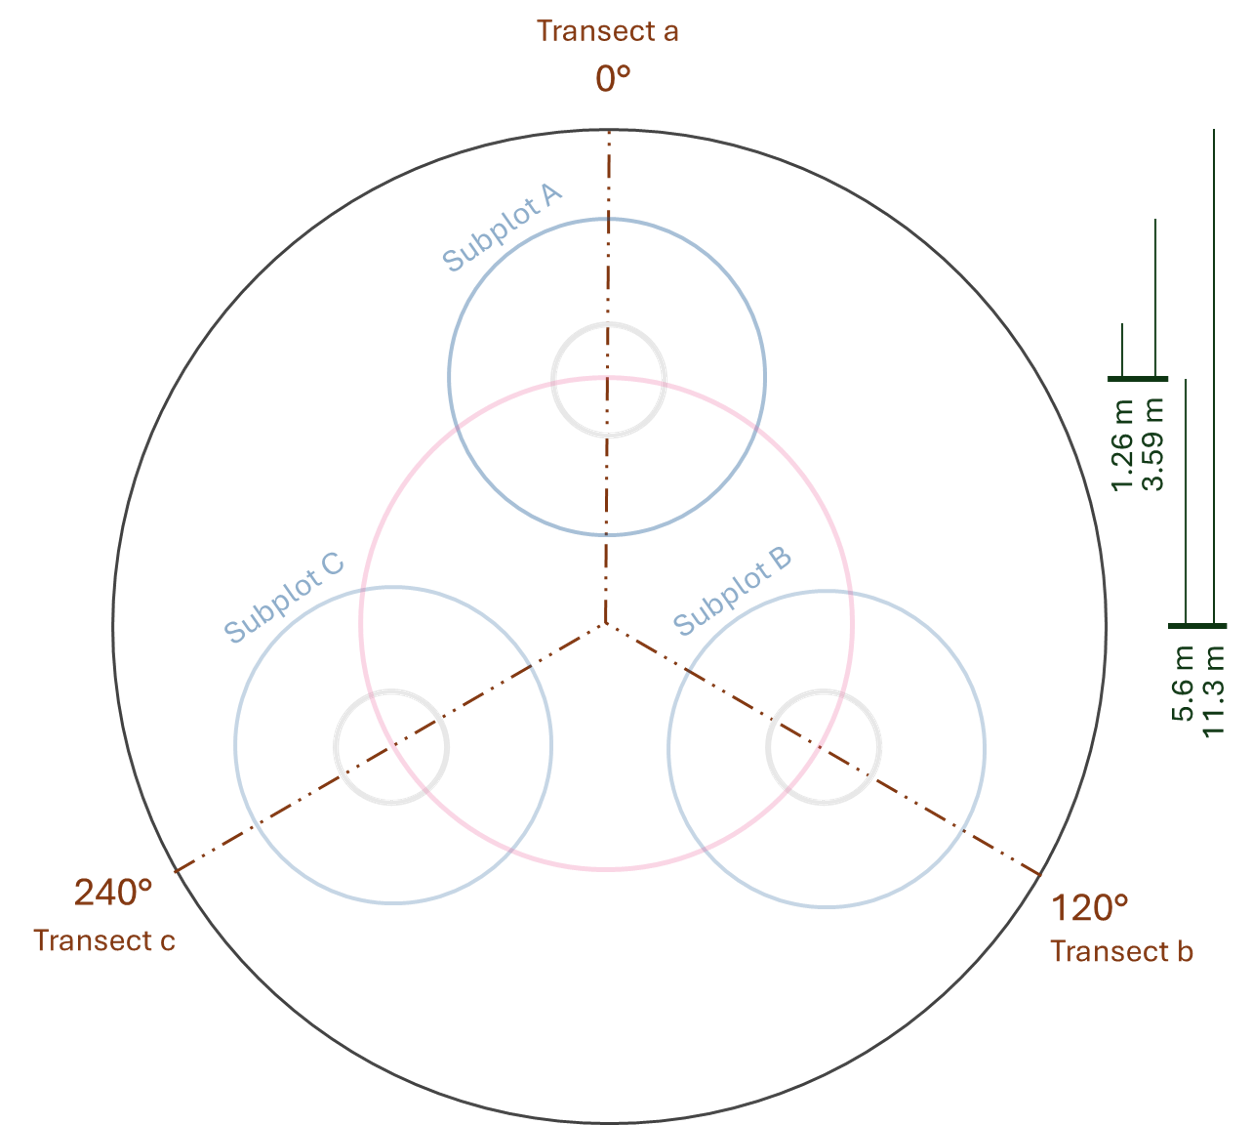 Transect a
0°
Subplot A
1.26 m
3.59 m
Subplot C
Subplot B
5.6 m
11.3 m
240°
Transect c
120°
Transect b